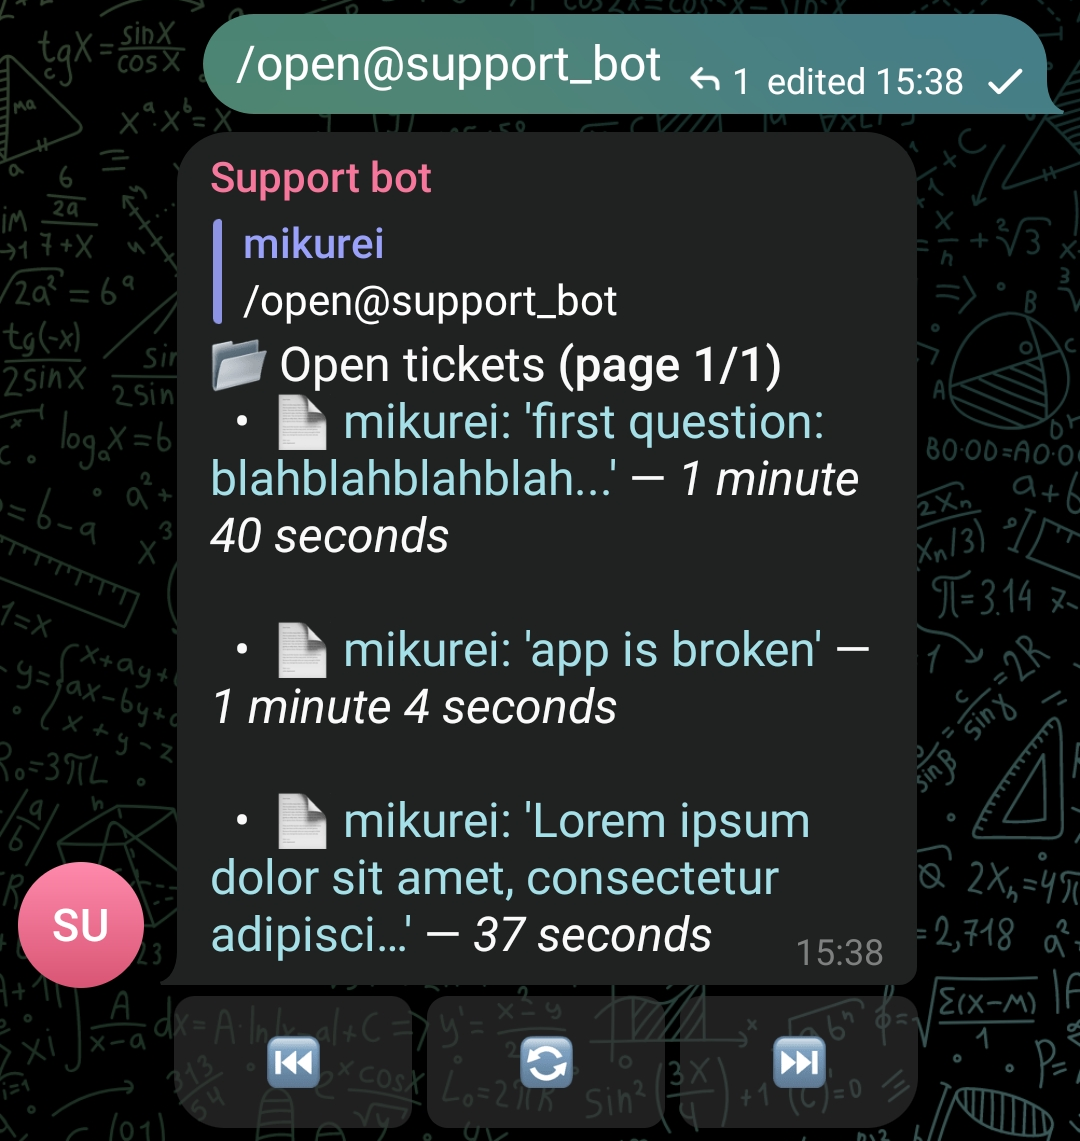 /open@support_bot 1 edited 15:38
Support bot
mikurei
/open@support_bot
Open tickets (page 1/1)
• mikurei: 'first question:
blahblahblahblah...' — 1 minute
40 seconds
• mikurei: 'app is broken' —
1 minute 4 seconds
• mikurei: 'Lorem ipsum
dolor sit amet, consectetur
adipisci…' — 37 seconds
15:38
SU